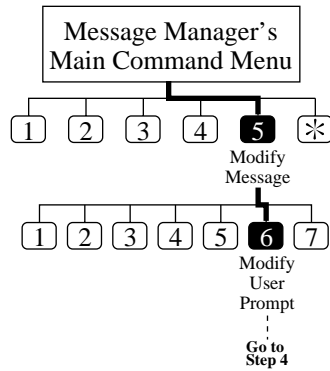 Message Manager's
Main Command Menu
1 2 3 4 5 *
Modify
Message
1 2 3 4 5 6 7
Modify
User
Prompt
Go to
Step 4